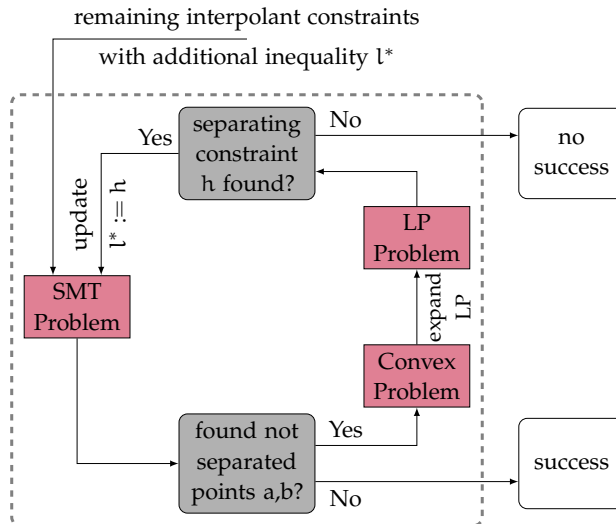 remaining interpolant constraints
with additional inequality l*
separating
constraint
h found?
Yes
No
no
success
update
l* := h
LP
Problem
SMT
Problem
expand
LP
Convex
Problem
found not
separated
points a,b?
Yes
No
success